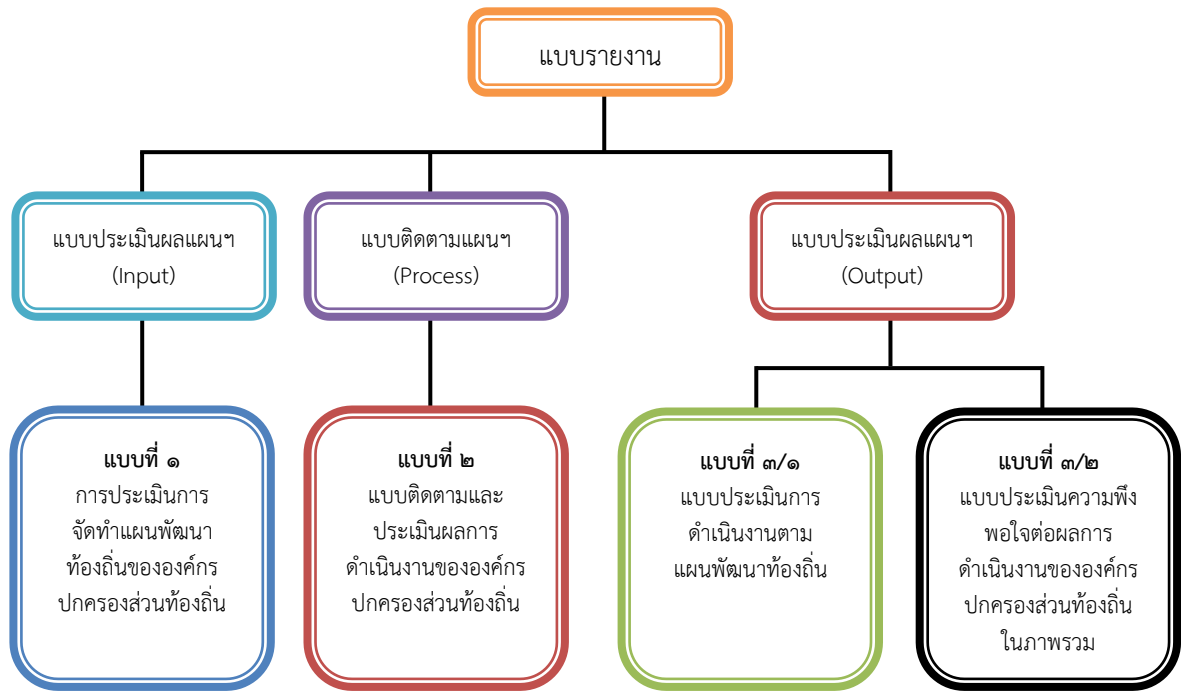 แบบรายงาน
แบบประเมินผลแผนฯ
(Input)
แบบติดตามแผนฯ
(Process)
แบบประเมินผลแผนฯ
(Output)
แบบที่ ๑
การประเมินการ
จัดทำแผนพัฒนา
ท้องถิ่นขององค์กร
ปกครองส่วนท้องถิ่น
แบบที่ ๒
แบบติดตามและ
ประเมินผลการ
ดำเนินงานขององค์กร
ปกครองส่วนท้องถิ่น
แบบที่ ๓/๑
แบบประเมินการ
ดำเนินงานตาม
แผนพัฒนาท้องถิ่น
แบบที่ ๓/๒
แบบประเมินความพึง
พอใจต่อผลการ
ดำเนินงานขององค์กร
ปกครองส่วนท้องถิ่น
ในภาพรวม